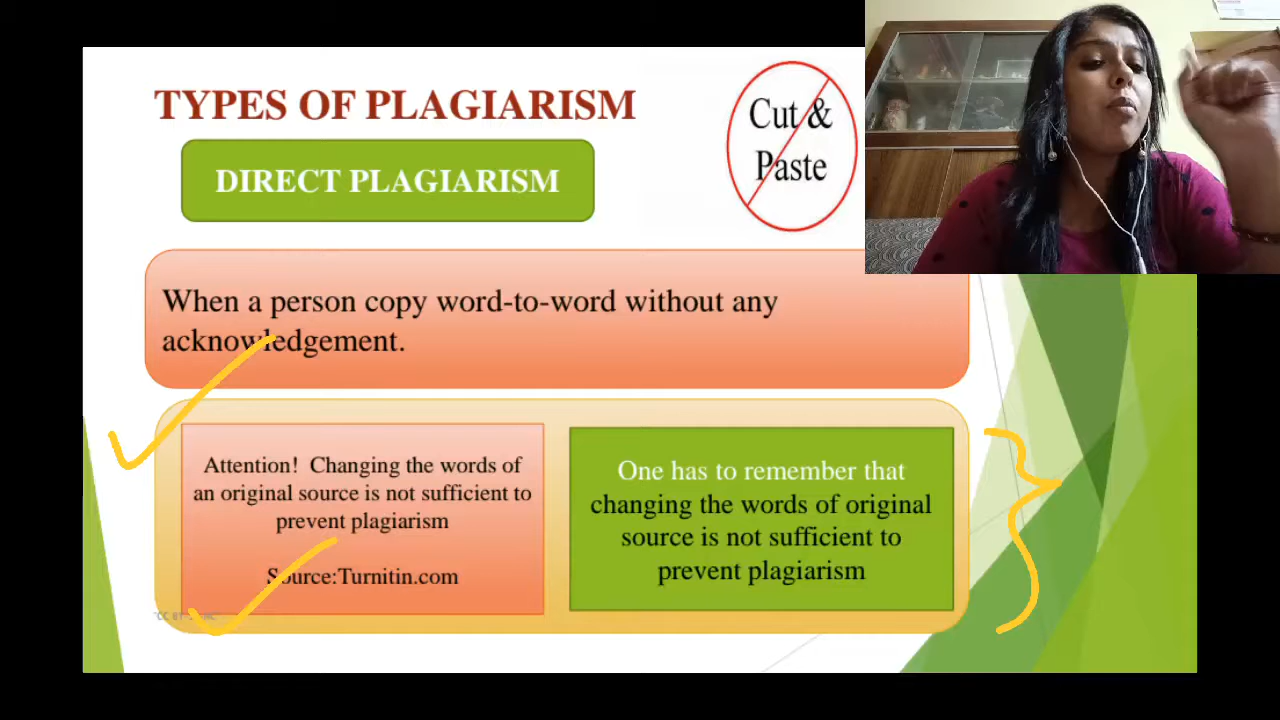 TYPES OF PLAGIARISM
Cut &
Paste
DIRECT PLAGIARISM
When a person copy word-to-word without any
acknowledgement.
Attention! Changing the words of
an original source is not sufficient to
prevent plagiarism
Source:Turnitin.com
One has to remember that
changing the words of original
source is not sufficient to
prevent plagiarism